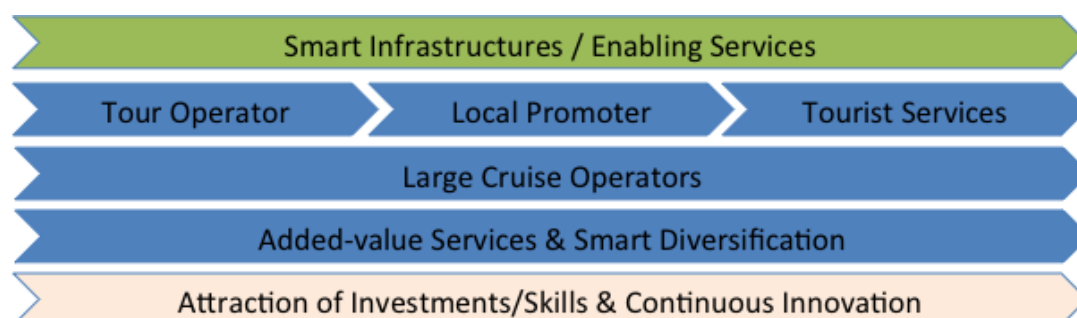 Smart Infrastructures / Enabling Services
Tour Operator Local Promoter Tourist Services
Large Cruise Operators
Added-value Services & Smart Diversification
Attraction of Investments/Skills & Continuous Innovation